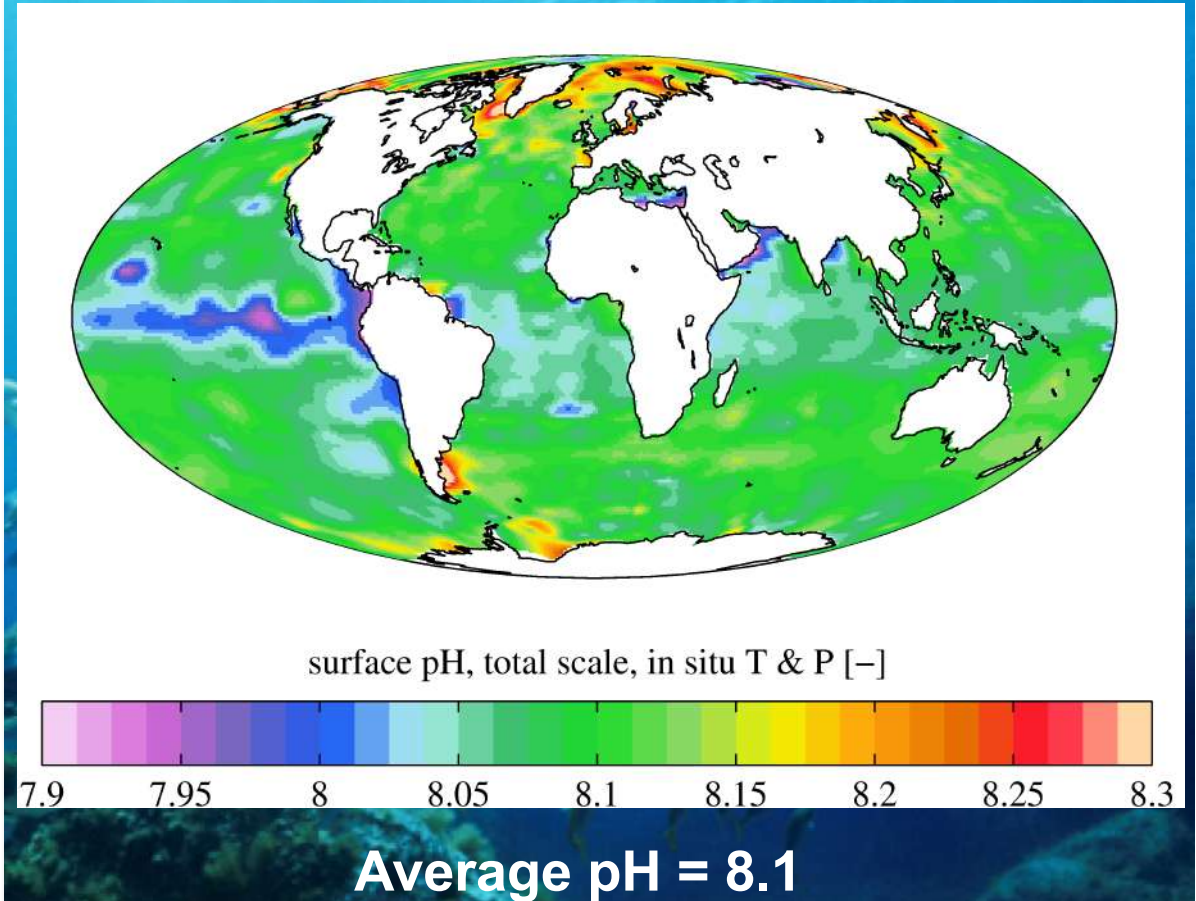 surface pH, total scale, in situ T & P [−]
7.9 7.95 8 8.05 8.1 8.15 8.2 8.25 8.3
Average pH = 8.1